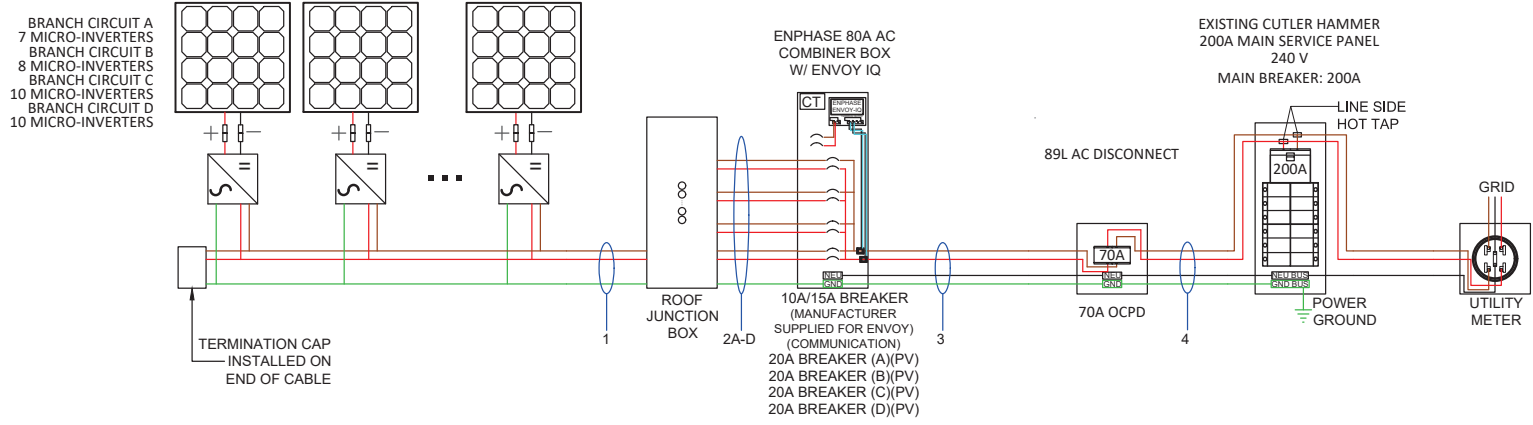 BRANCH CIRCUIT A
7 MICRO-INVERTERS
BRANCH CIRCUIT B
8 MICRO-INVERTERS
BRANCH CIRCUIT C
10 MICRO-INVERTERS
BRANCH CIRCUIT D
10 MICRO-INVERTERS
+ −
+ −
+ −
TERMINATION CAP
INSTALLED ON
END OF CABLE
1
ROOF
JUNCTION
BOX
2A-D
ENPHASE 80A AC
COMBINER BOX
W/ ENVOY IQ
CT
ENPHASE
ENVOY-IQ
NEU
GND
10A/15A BREAKER
(MANUFACTURER
SUPPLIED FOR ENVOY)
(COMMUNICATION)
20A BREAKER (A)(PV)
20A BREAKER (B)(PV)
20A BREAKER (C)(PV)
20A BREAKER (D)(PV)
3
89L AC DISCONNECT
70A
NEU
GND
70A OCPD
4
EXISTING CUTLER HAMMER
200A MAIN SERVICE PANEL
240 V
MAIN BREAKER: 200A
LINE SIDE
HOT TAP
200A
NEU BUS
GND BUS
POWER
GROUND
GRID
UTILITY
METER